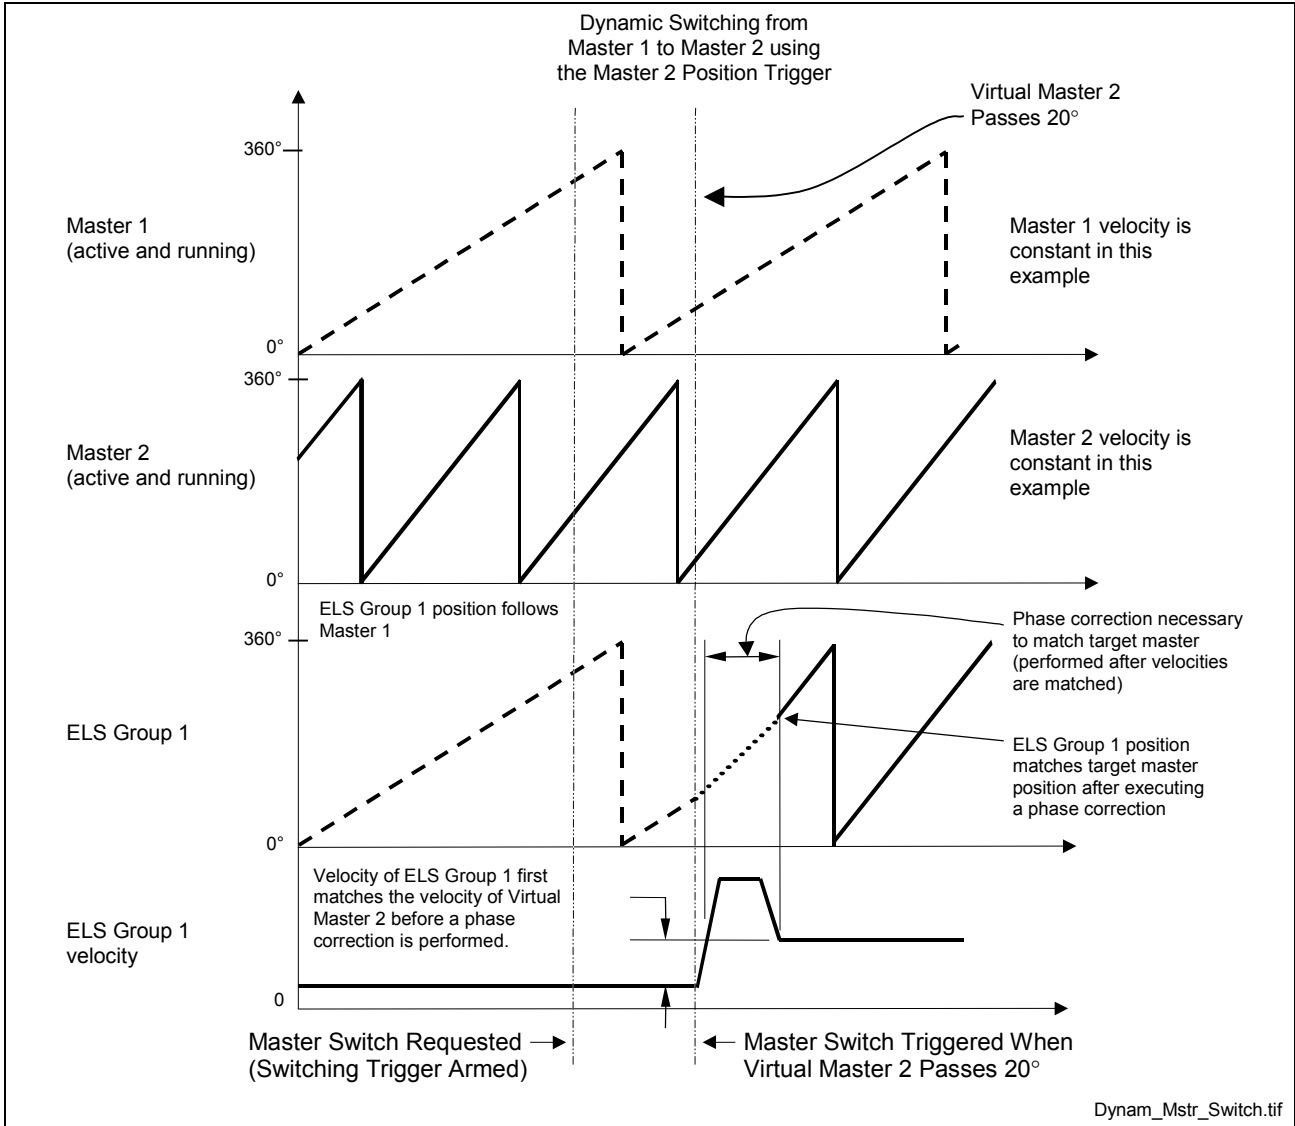 Dynamic Switching from
Master 1 to Master 2 using
the Master 2 Position Trigger
Virtual Master 2
Passes 20°
360°
Master 1
(active and running)
Master 1 velocity is
constant in this
example
0°
360°
Master 2
(active and running)
Master 2 velocity is
constant in this
example
0°
ELS Group 1 position follows
Master 1
360°
Phase correction necessary
to match target master
(performed after velocities
are matched)
ELS Group 1
ELS Group 1 position
matches target master
position after executing
a phase correction
0°
Velocity of ELS Group 1 first
matches the velocity of Virtual
Master 2 before a phase
correction is performed.
ELS Group 1
velocity
0
Master Switch Requested
(Switching Trigger Armed)
Master Switch Triggered When
Virtual Master 2 Passes 20°
Dynam_Mstr_Switch.tif